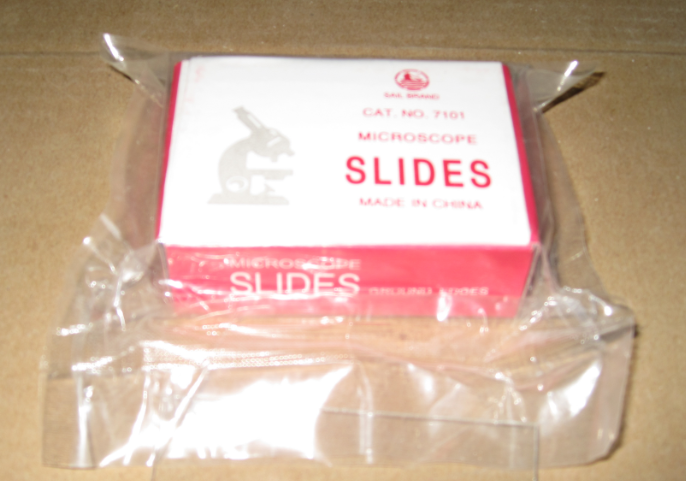 SAIL BRAND
CAT. NO. 7101
MICROSCOPE
SLIDES
MADE IN CHINA
MICROSCOPE
SLIDES GROUND EDGES